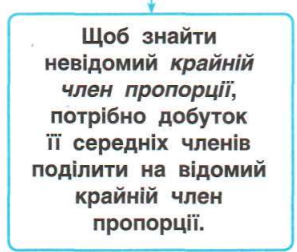 Щоб знайти
невідомий крайній
член пропорції,
потрібно добуток
її середніх членів
поділити на відомий
крайній член
пропорції.